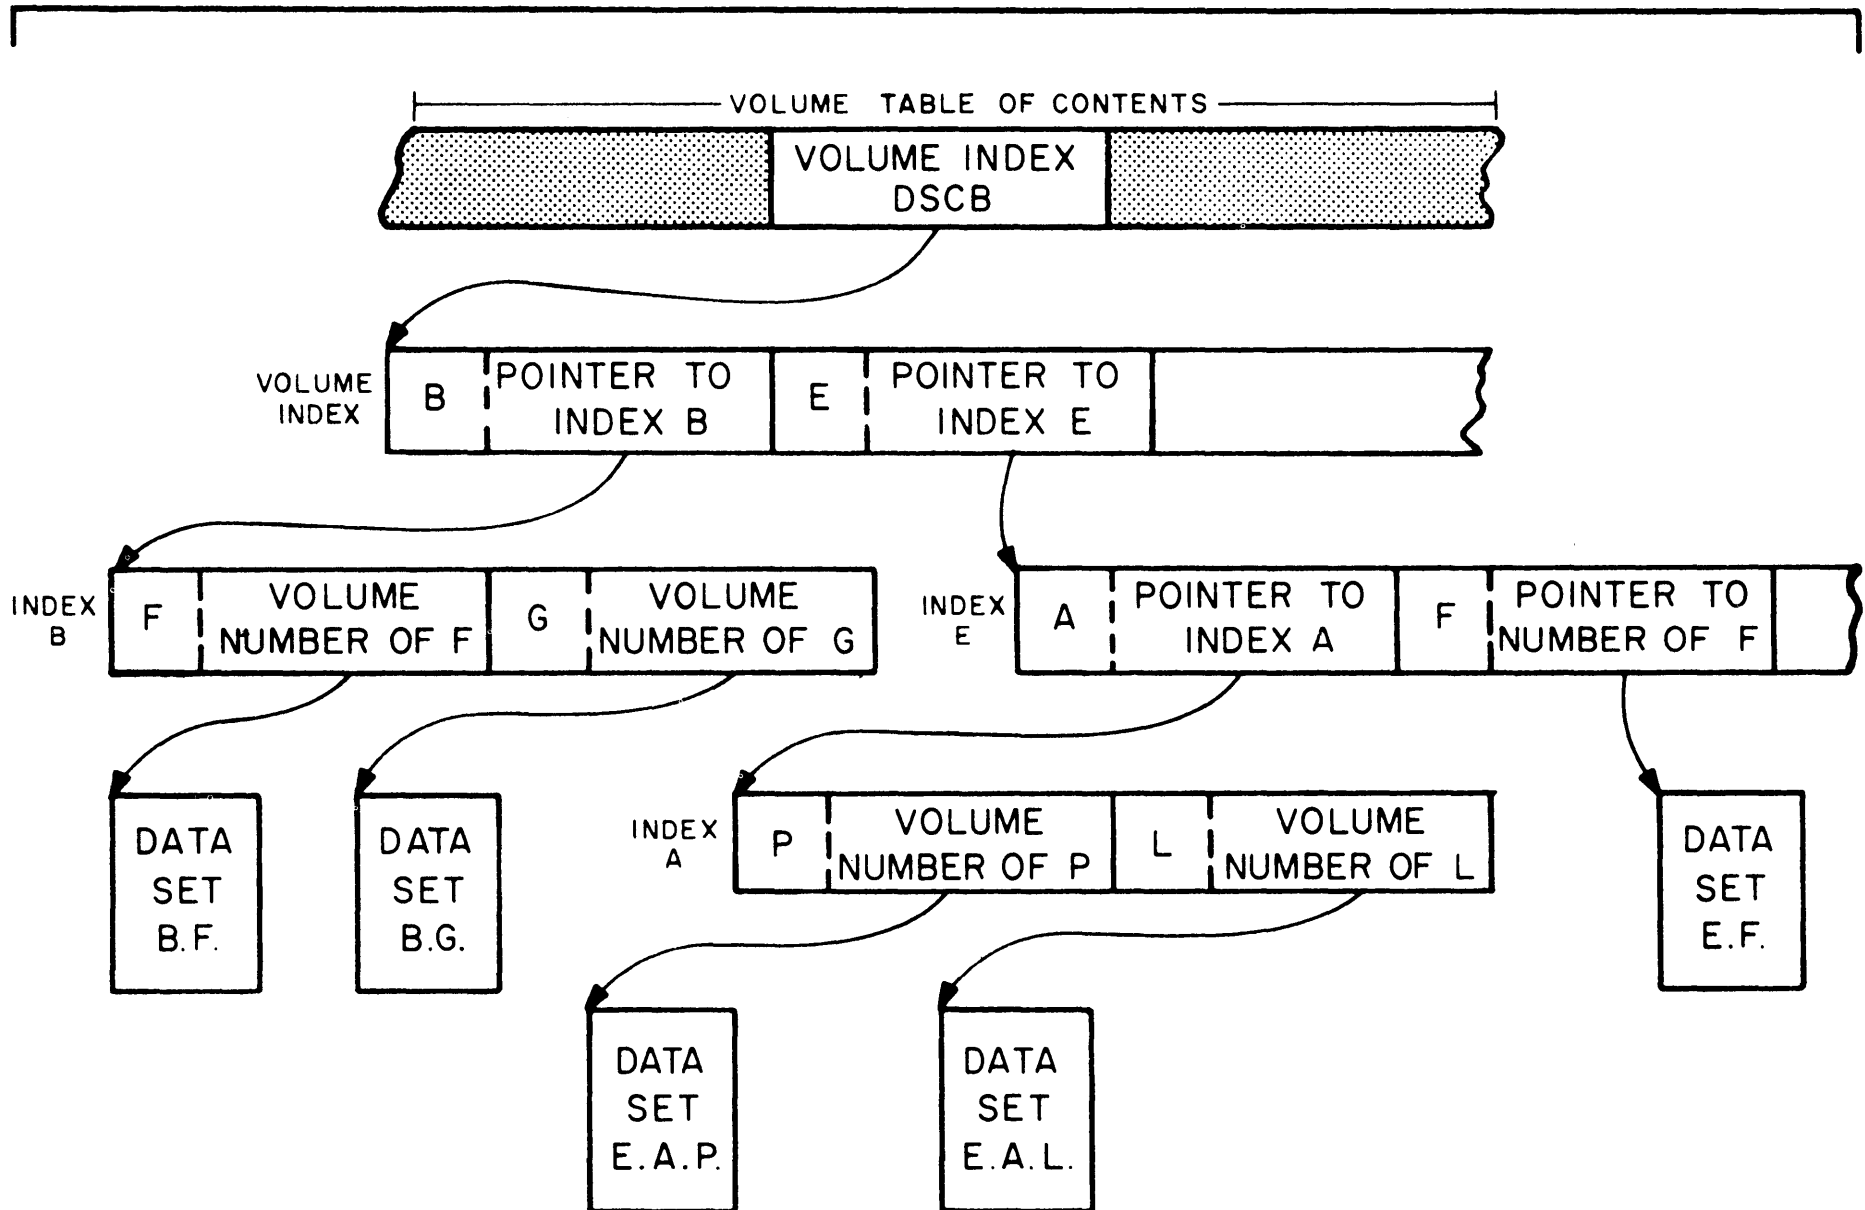 VOLUME TABLE OF CONTENTS
VOLUME INDEX
DSCB
VOLUME
INDEX
B
POINTER TO
INDEX B
E
POINTER TO
INDEX E
INDEX
B
F
VOLUME
NUMBER OF F
G
VOLUME
NUMBER OF G
INDEX
E
A
POINTER TO
INDEX A
F
POINTER TO
NUMBER OF F
DATA
SET
B.F.
DATA
SET
B.G.
INDEX
A
P
VOLUME
NUMBER OF P
L
VOLUME
NUMBER OF L
DATA
SET
E.F.
DATA
SET
E.A.P.
DATA
SET
E.A.L.